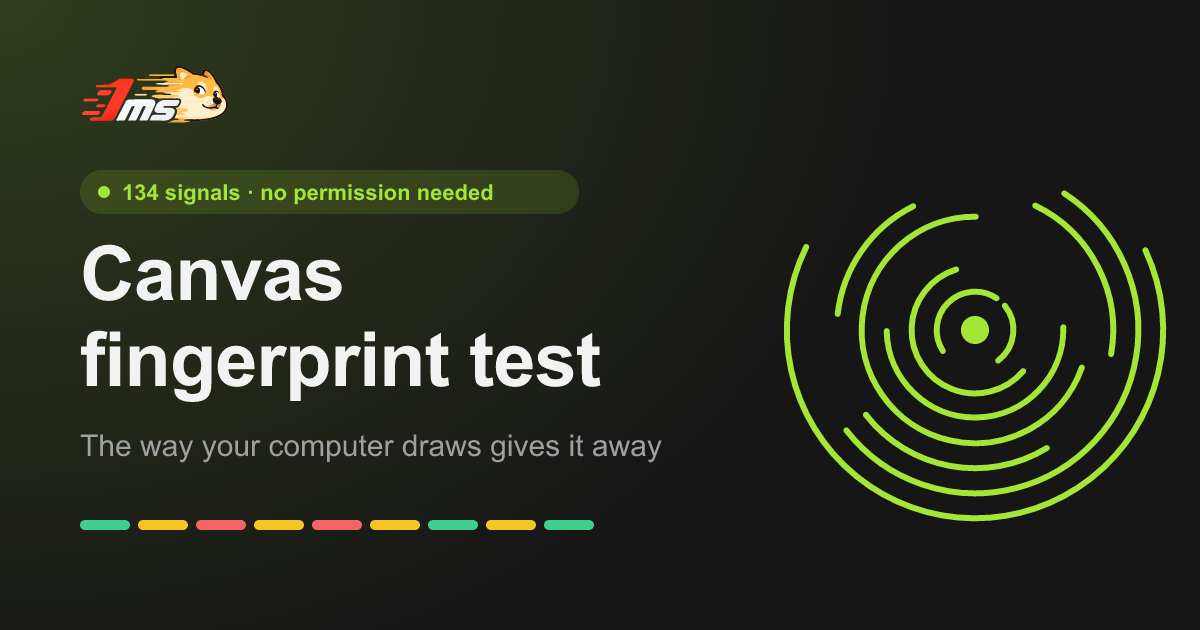 1ms
134 signals · no permission needed
Canvas
fingerprint test
The way your computer draws gives it away